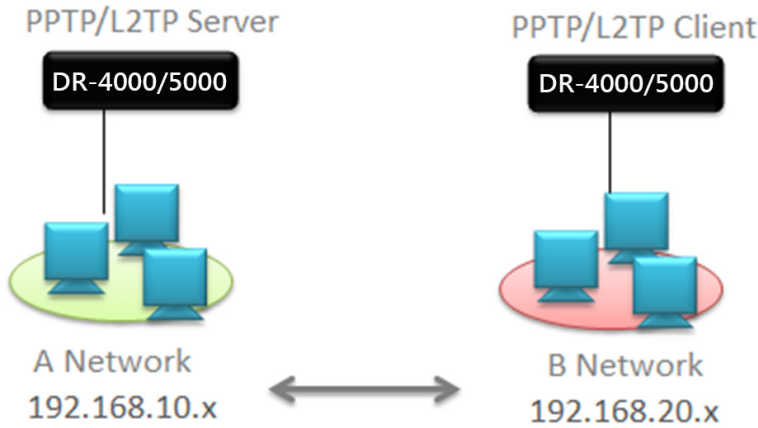 PPTP/L2TP Server
DR-4000/5000
A Network
192.168.10.x
PPTP/L2TP Client
DR-4000/5000
B Network
192.168.20.x